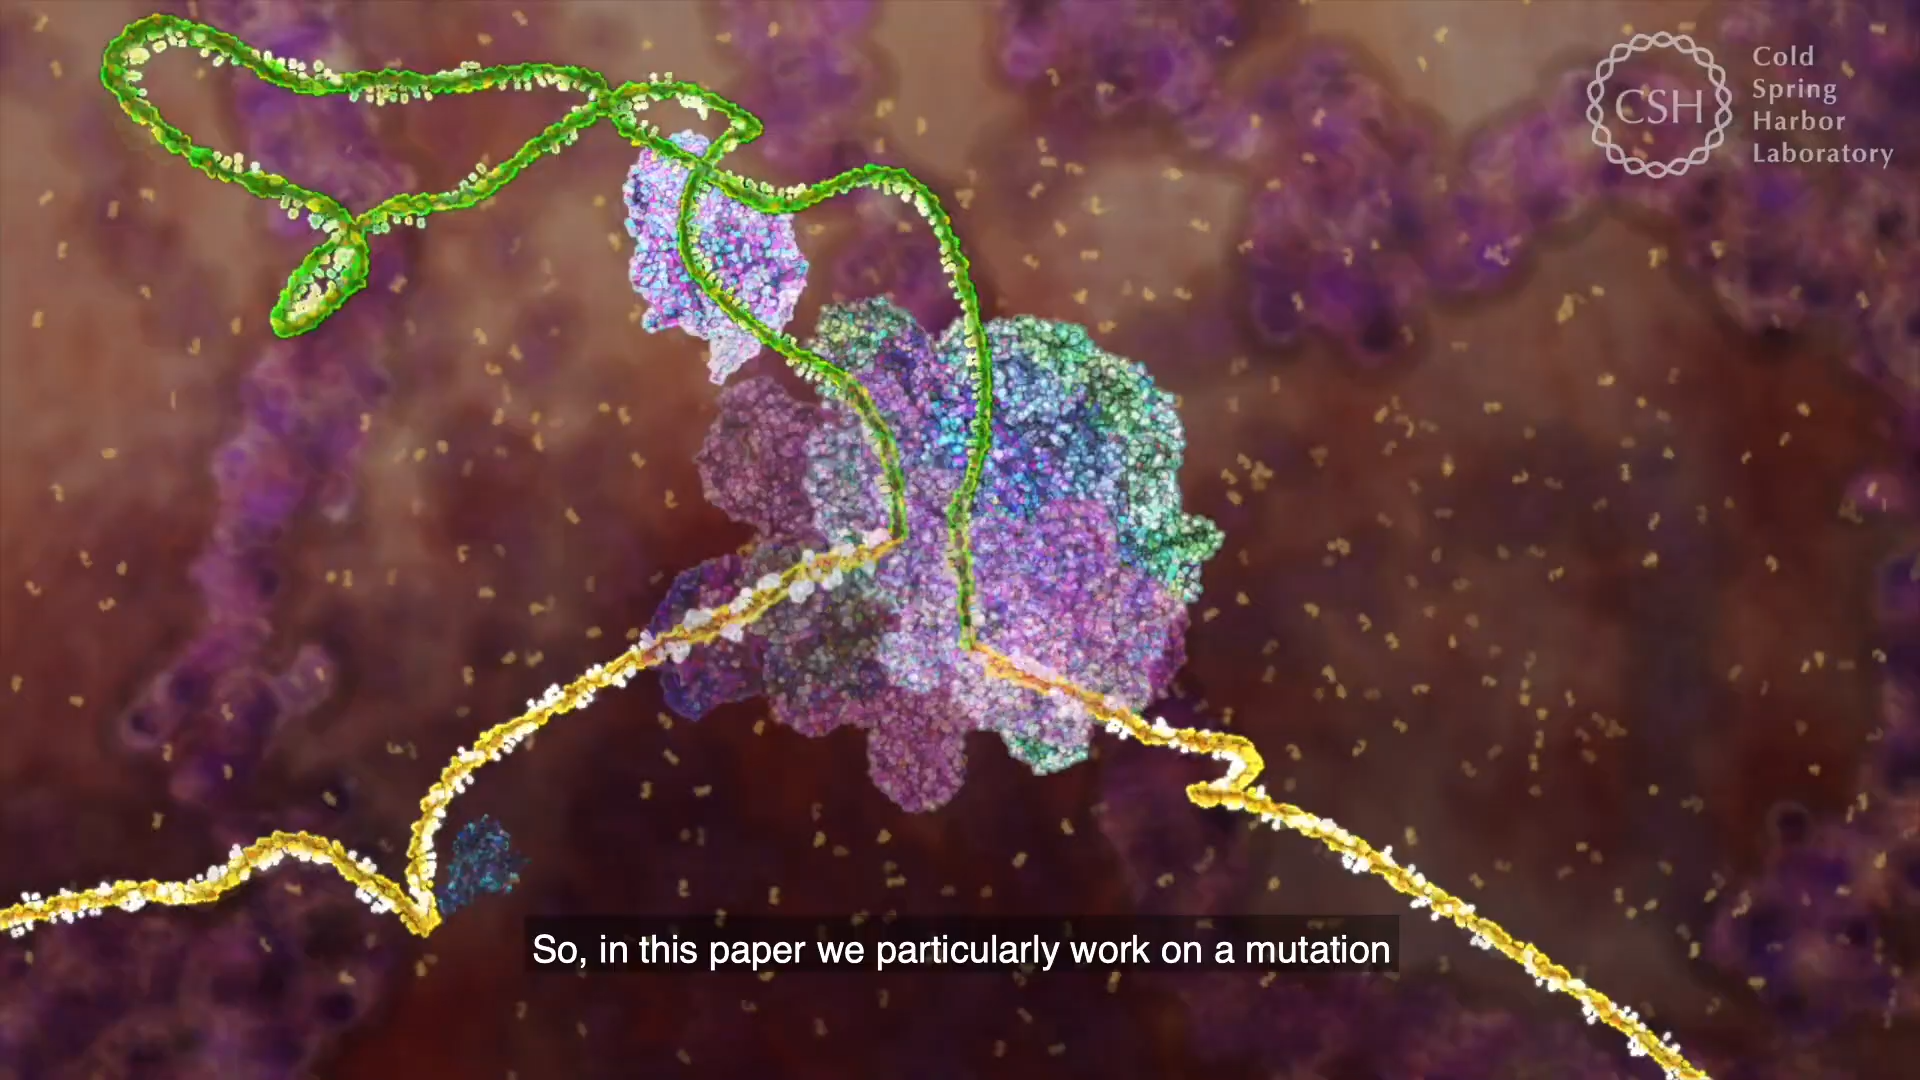 CSH
Cold
Spring
Harbor
Laboratory
So, in this paper we particularly work on a mutation